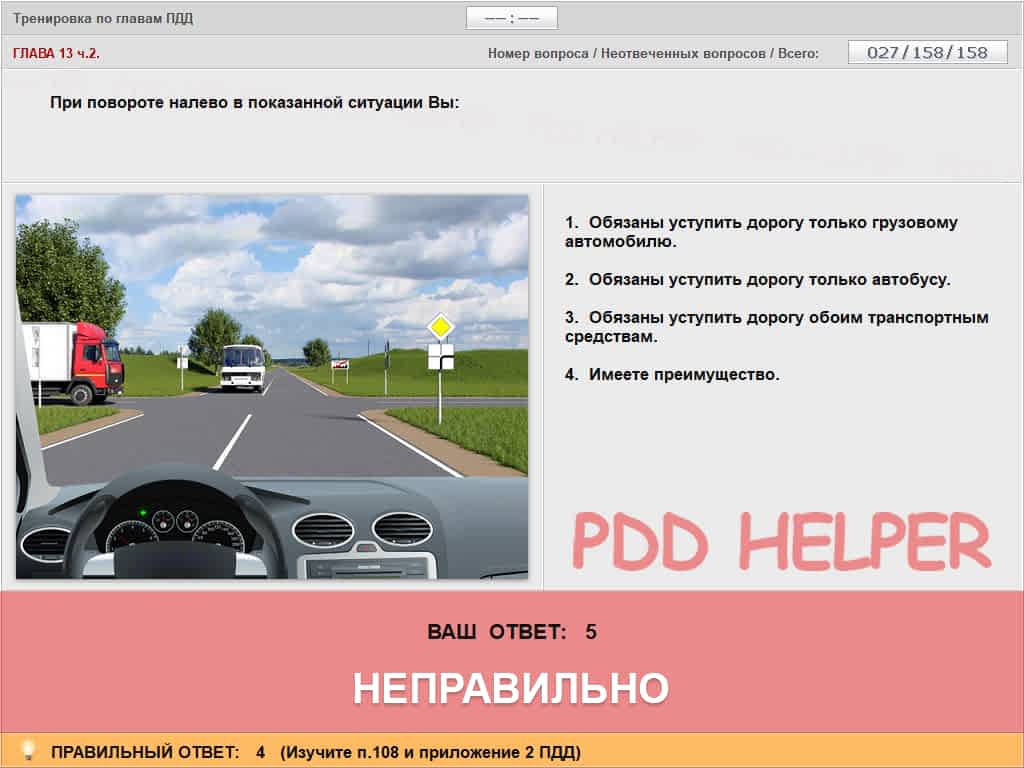 Тренировка по главам ПДД
−− : −−
ГЛАВА 13 ч.2.
Номер вопроса / Неотвеченных вопросов / Всего:
027/158/158
При повороте налево в показанной ситуации Вы:
1. Обязаны уступить дорогу только грузовому
автомобилю.
2. Обязаны уступить дорогу только автобусу.
3. Обязаны уступить дорогу обоим транспортным
средствам.
4. Имеете преимущество.
PDD HELPER
ВАШ ОТВЕТ: 5
НЕПРАВИЛЬНО
ПРАВИЛЬНЫЙ ОТВЕТ: 4 (Изучите п.108 и приложение 2 ПДД)